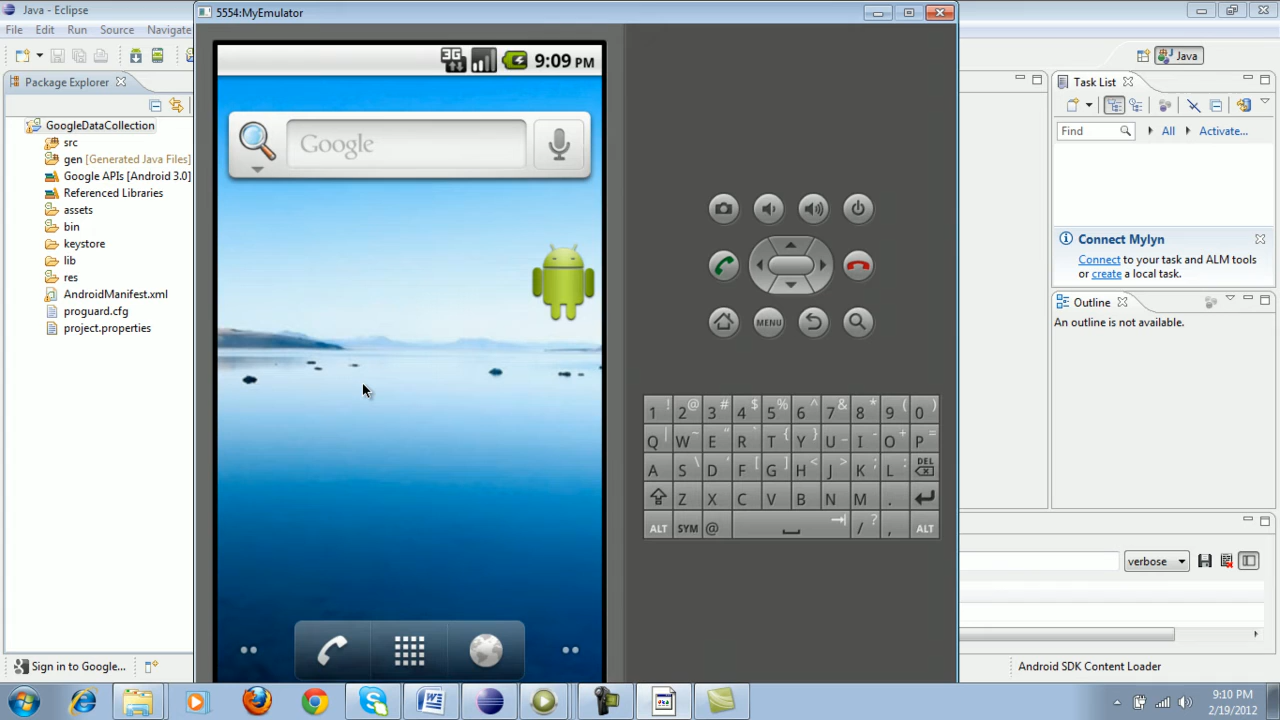 Java - Eclipse
5554:MyEmulator
File Edit Run Source Navigate
Java
Package Explorer
GoogleDataCollection
src
gen [Generated Java Files]
Google APIs [Android 3.0]
Referenced Libraries
assets
bin
keystore
lib
res
AndroidManifest.xml
proguard.cfg
project.properties
3G
9:09 PM
Google
MENU
1 ! 2 @ 3 # 4 $ 5 % 6 ^ 7 & 8 * 9 ( 0 )
Q W ~ E " R T { Y } U _ I - O + P =
A S \ D ' F [ G ] H < J > K ; L : DEL
Z X C V B N M .
ALT SYM @ / ? , ALT
Task List
Find All Activate...
Connect Mylyn
Connect to your task and ALM tools
or create a local task.
Outline
An outline is not available.
verbose
Sign in to Google...
Android SDK Content Loader
9:10 PM
2/19/2012